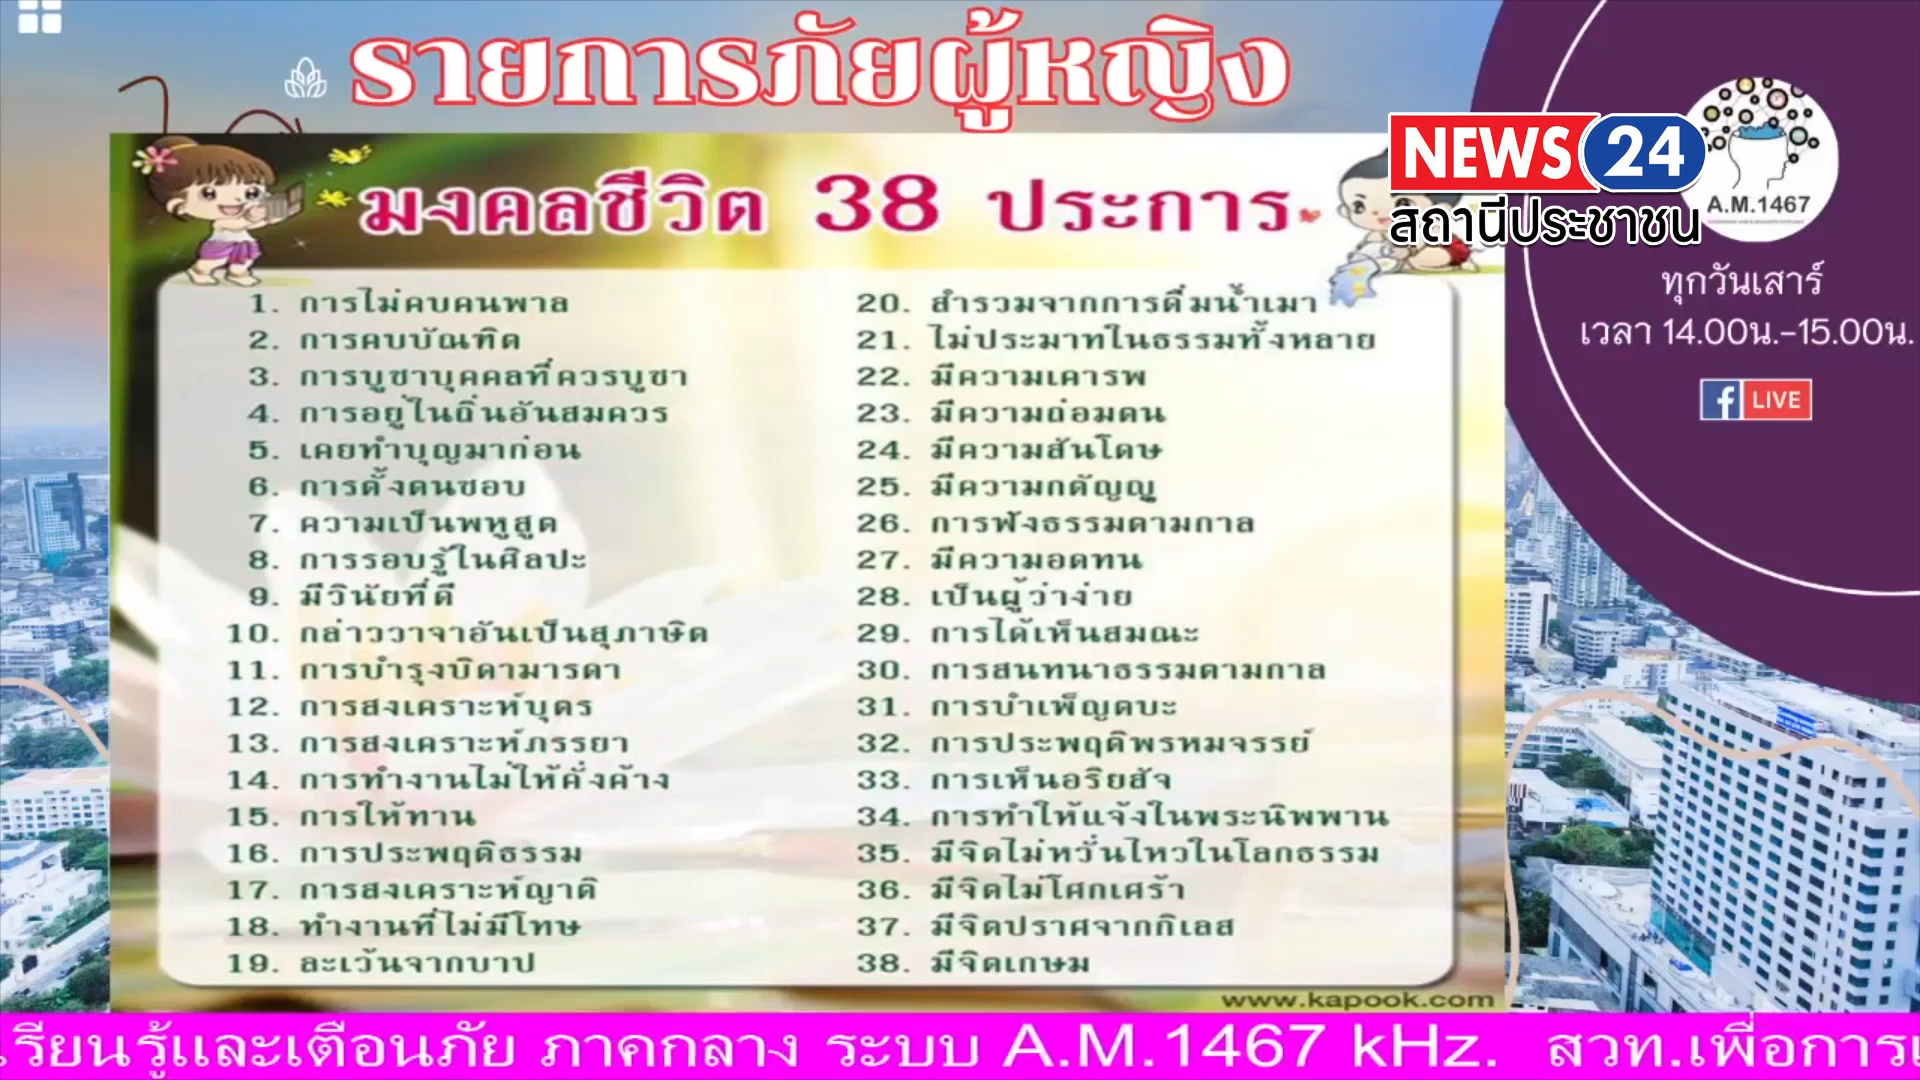 รายการภัยผู้หญิง
NEWS 24
สถานีประชาชน
A.M.1467
ทุกวันเสาร์
เวลา 14.00น.-15.00น.
f LIVE
มงคลชีวิต 38 ประการ
1. การไม่คบคนพาล
2. การคบบัณฑิต
3. การบูชาบุคคลที่ควรบูชา
4. การอยู่ในถิ่นอันสมควร
5. เคยทำบุญมาก่อน
6. การตั้งตนชอบ
7. ความเป็นพหูสูต
8. การรอบรู้ในศิลปะ
9. มีวินัยที่ดี
10. กล่าววาจาอันเป็นสุภาษิต
11. การบำรุงบิดามารดา
12. การสงเคราะห์บุตร
13. การสงเคราะห์ภรรยา
14. การทำงานไม่ให้คั่งค้าง
15. การให้ทาน
16. การประพฤติธรรม
17. การสงเคราะห์ญาติ
18. ทำงานที่ไม่มีโทษ
19. ละเว้นจากบาป
20. สำรวมจากการดื่มน้ำเมา
21. ไม่ประมาทในธรรมทั้งหลาย
22. มีความเคารพ
23. มีความถ่อมตน
24. มีความสันโดษ
25. มีความกตัญญู
26. การฟังธรรมตามกาล
27. มีความอดทน
28. เป็นผู้ว่าง่าย
29. การได้เห็นสมณะ
30. การสนทนาธรรมตามกาล
31. การบำเพ็ญตบะ
32. การประพฤติพรหมจรรย์
33. การเห็นอริยสัจ
34. การทำให้แจ้งในพระนิพพาน
35. มีจิตไม่หวั่นไหวในโลกธรรม
36. มีจิตไม่โศกเศร้า
37. มีจิตปราศจากกิเลส
38. มีจิตเกษม
www.kapook.com
เรียนรู้และเตือนภัย ภาคกลาง ระบบ A.M.1467 kHz. สวท.เพื่อการเ